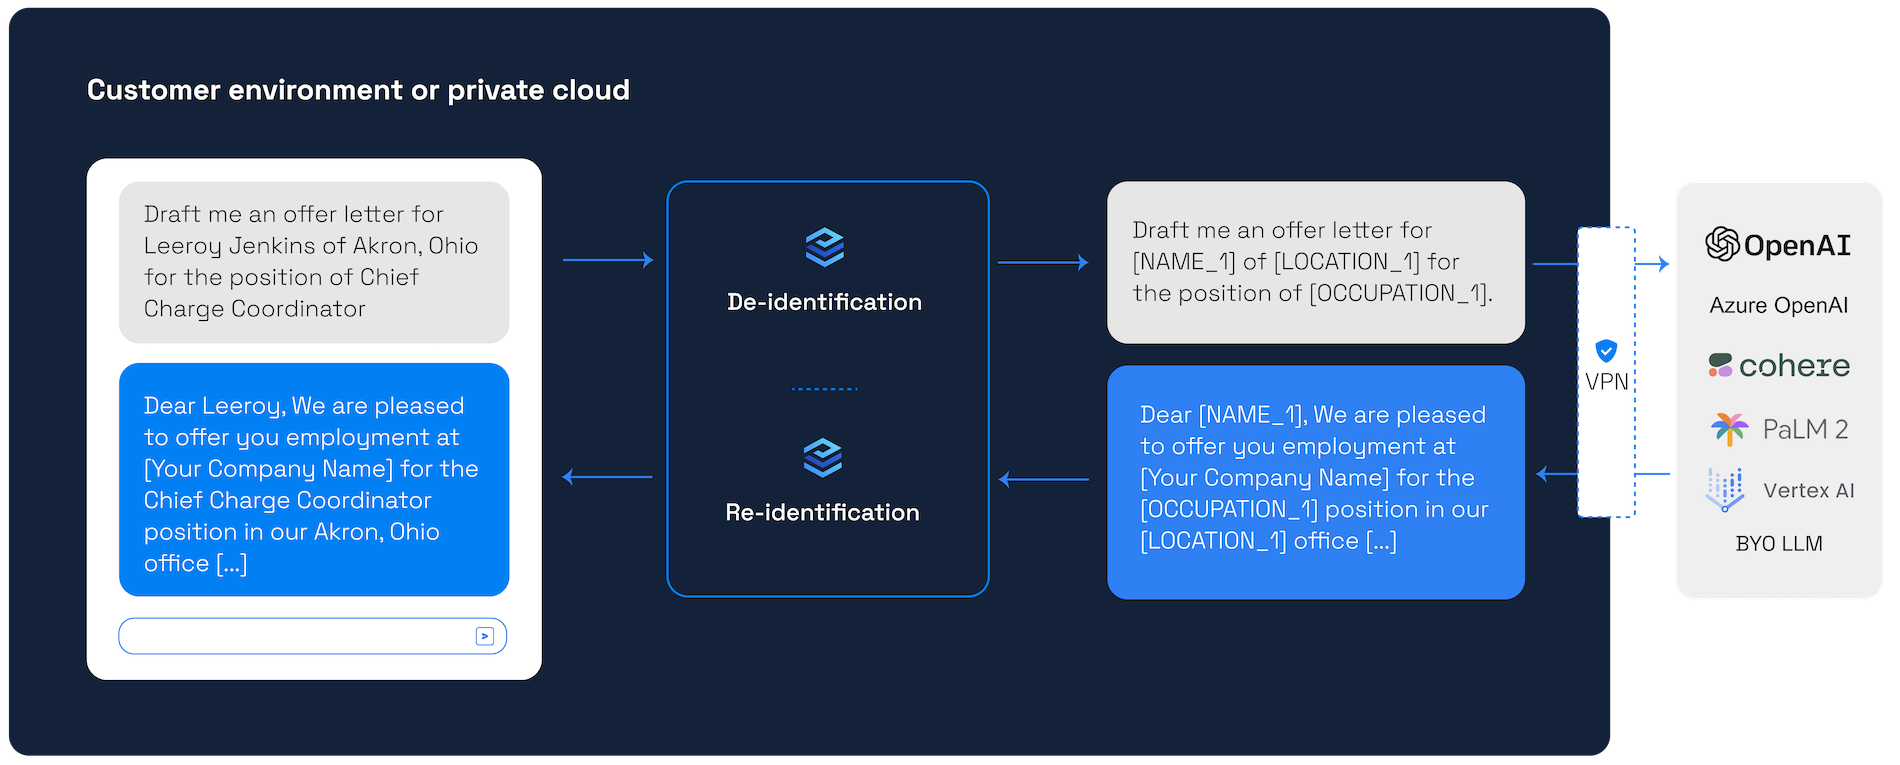 Customer environment or private cloud
Draft me an offer letter for
Leeroy Jenkins of Akron, Ohio
for the position of Chief
Charge Coordinator
Dear Leeroy, We are pleased
to offer you employment at
[Your Company Name] for the
Chief Charge Coordinator
position in our Akron, Ohio
office [...]
>
De-identification
Re-identification
Draft me an offer letter for
[NAME_1] of [LOCATION_1] for
the position of [OCCUPATION_1].
Dear [NAME_1], We are pleased
to offer you employment at
[Your Company Name] for the
[OCCUPATION_1] position in our
[LOCATION_1] office [...]
VPN
OpenAI
Azure OpenAI
cohere
PaLM 2
Vertex AI
BYO LLM